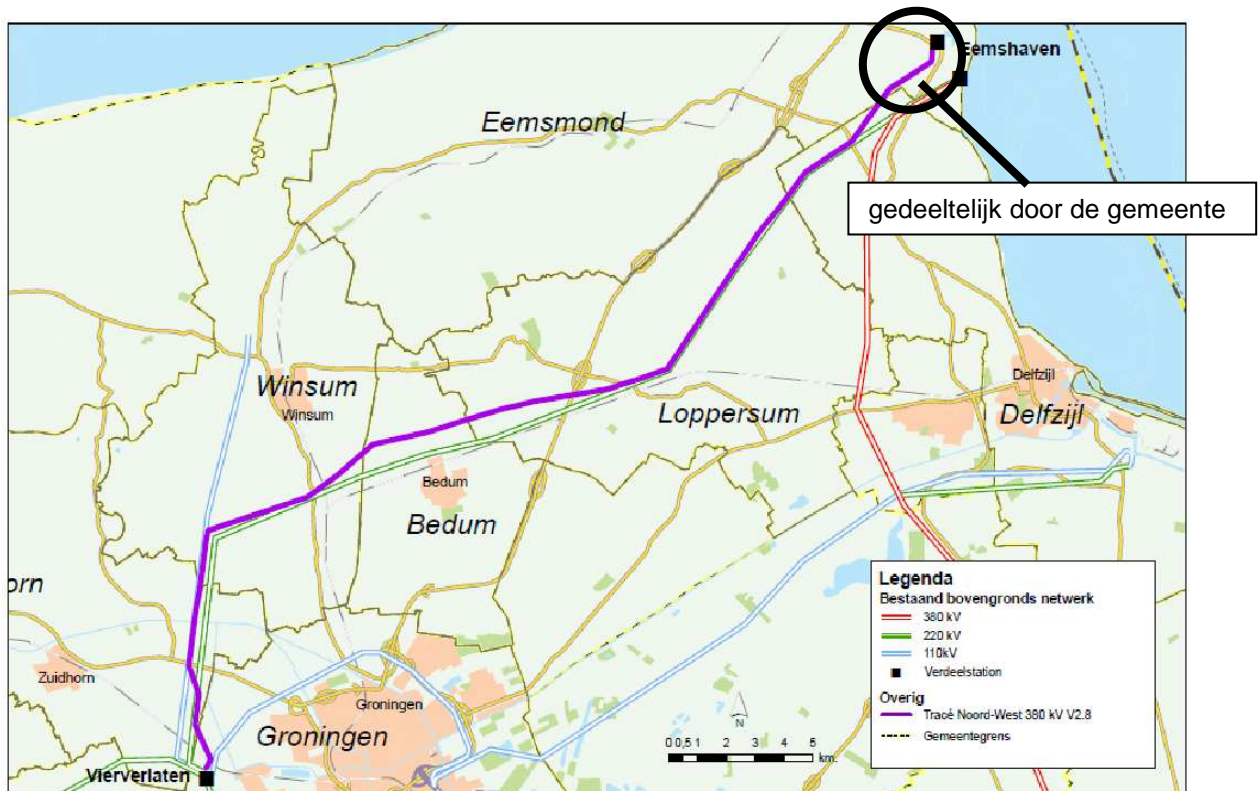 Eemshaven
Eemsmond
gedeeltelijk door de gemeente
Winsum
Winsum
Loppersum
Delfzijl
Delfzijl
Bedum
Bedum
orn
Zuidhorn
Groningen
Groningen
Vierverlaten
N
0 0,5 1 2 3 4 5
km
Legenda
Bestaand bovengronds netwerk
380 kV
220 kV
110kV
Verdeelstation
Overig
Tracé Noord-West 380 kV V2.8
Gemeentegrens